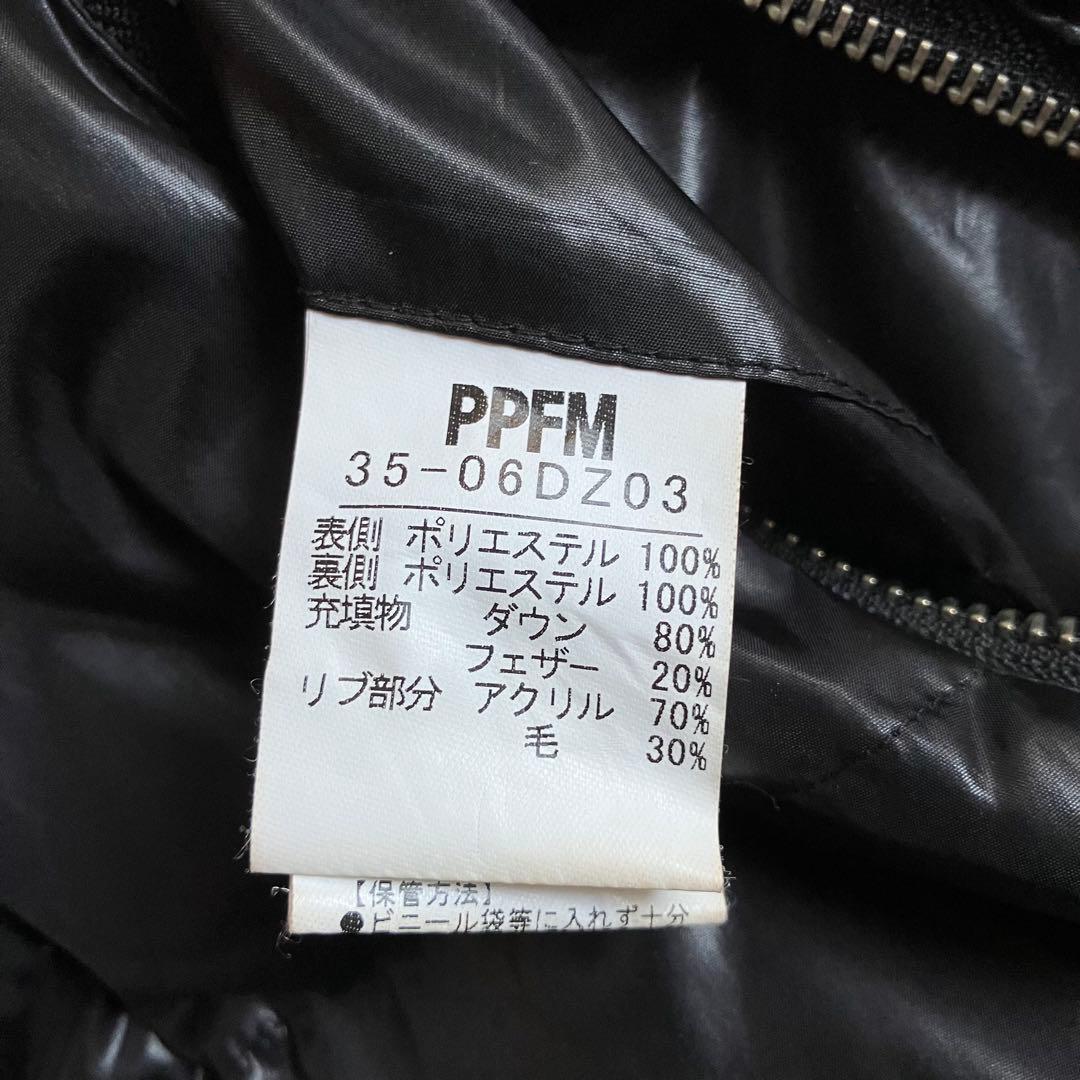 PPFM
35-06DZ03
表側 ポリエステル 100%
裏側 ポリエステル 100%
充填物 ダウン 80%
フェザー 20%
リブ部分 アクリル 70%
毛 30%
【保管方法】
●ビニール袋等に入れず十分